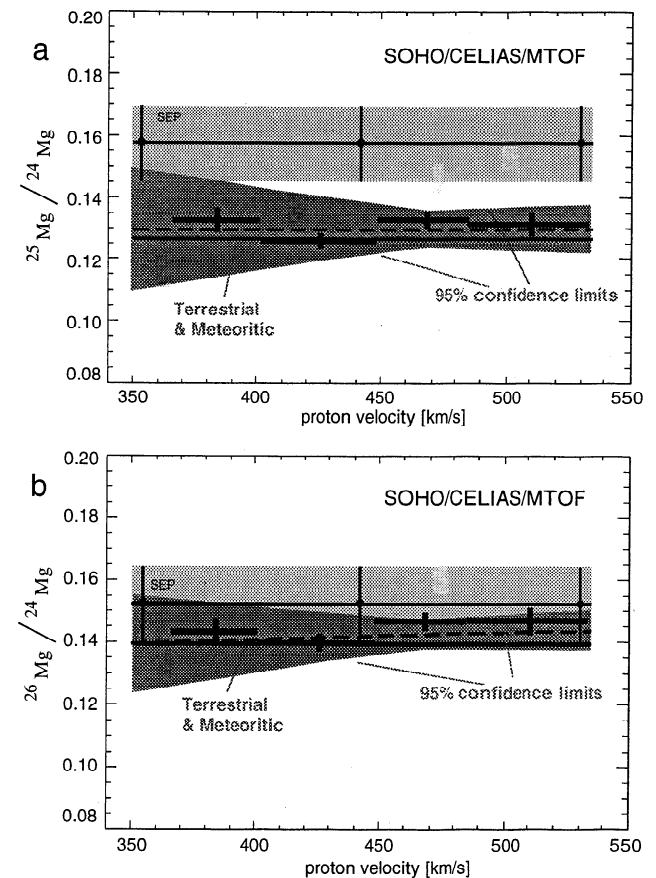 a
SOHO/CELIAS/MTOF
0.20
0.18
0.16
0.14
0.12
0.10
0.08
25Mg / 24Mg
SEP
95% confidence limits
Terrestrial
& Meteoritic
350 400 450 500 550
proton velocity [km/s]
b
SOHO/CELIAS/MTOF
0.20
0.18
0.16
0.14
0.12
0.10
0.08
26Mg / 24Mg
SEP
95% confidence limits
Terrestrial
& Meteoritic
350 400 450 500 550
proton velocity [km/s]